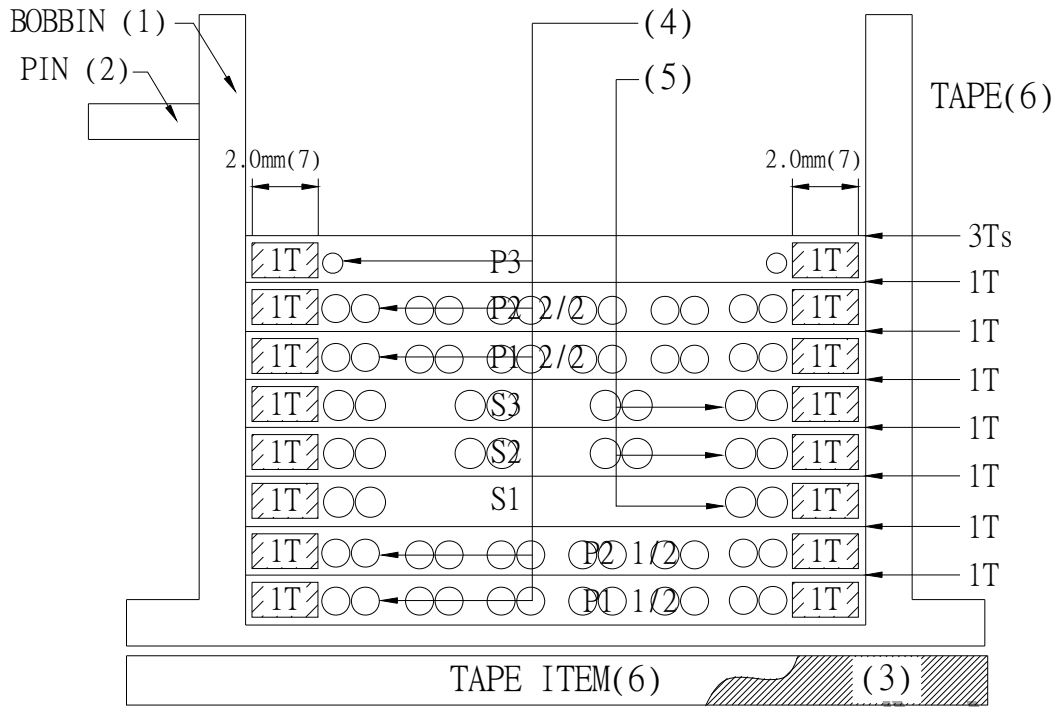 BOBBIN (1)
(4)
PIN (2)
(5)
TAPE(6)
2.0mm(7)
2.0mm(7)
3Ts
1T P3 1T
1T
1T P2 2/2 1T
1T
1T P1 2/2 1T
1T
1T S3 1T
1T
1T S2 1T
1T
1T S1 1T
1T
1T P2 1/2 1T
1T
1T P1 1/2 1T
TAPE ITEM(6)
(3)